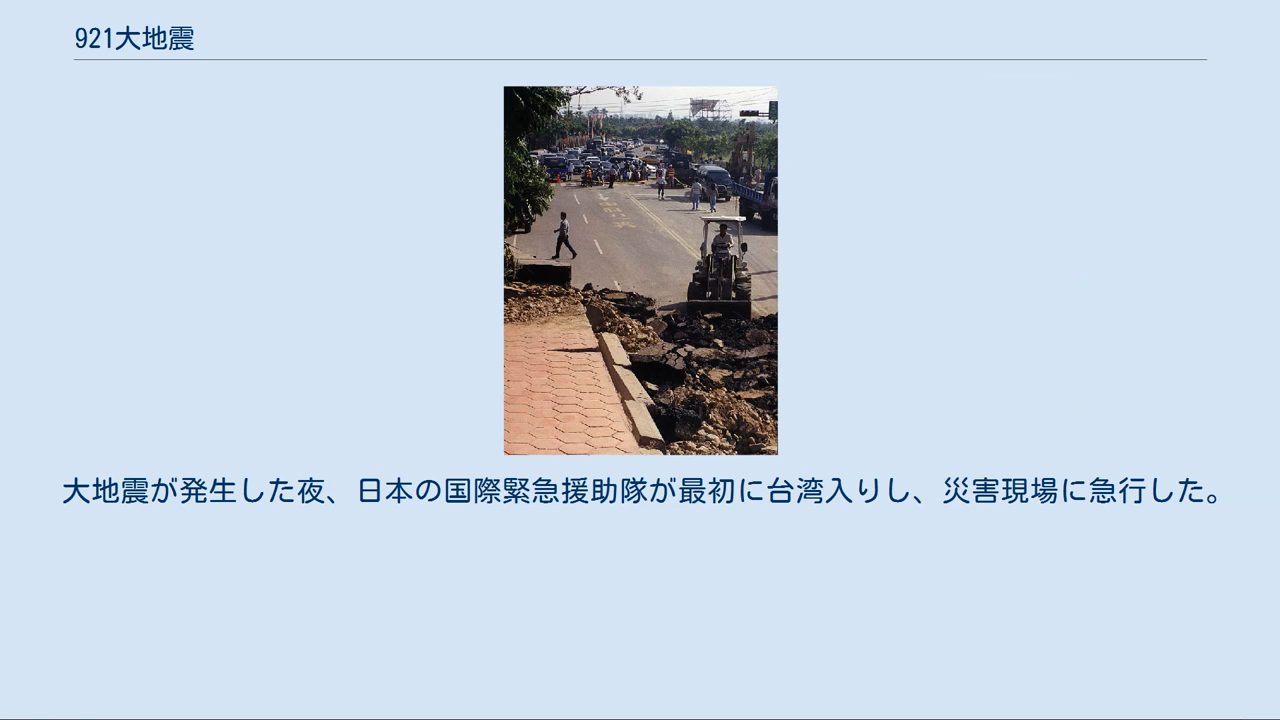 921大地震
大地震が発生した夜、日本の国際緊急援助隊が最初に台湾入りし、災害現場に急行した。